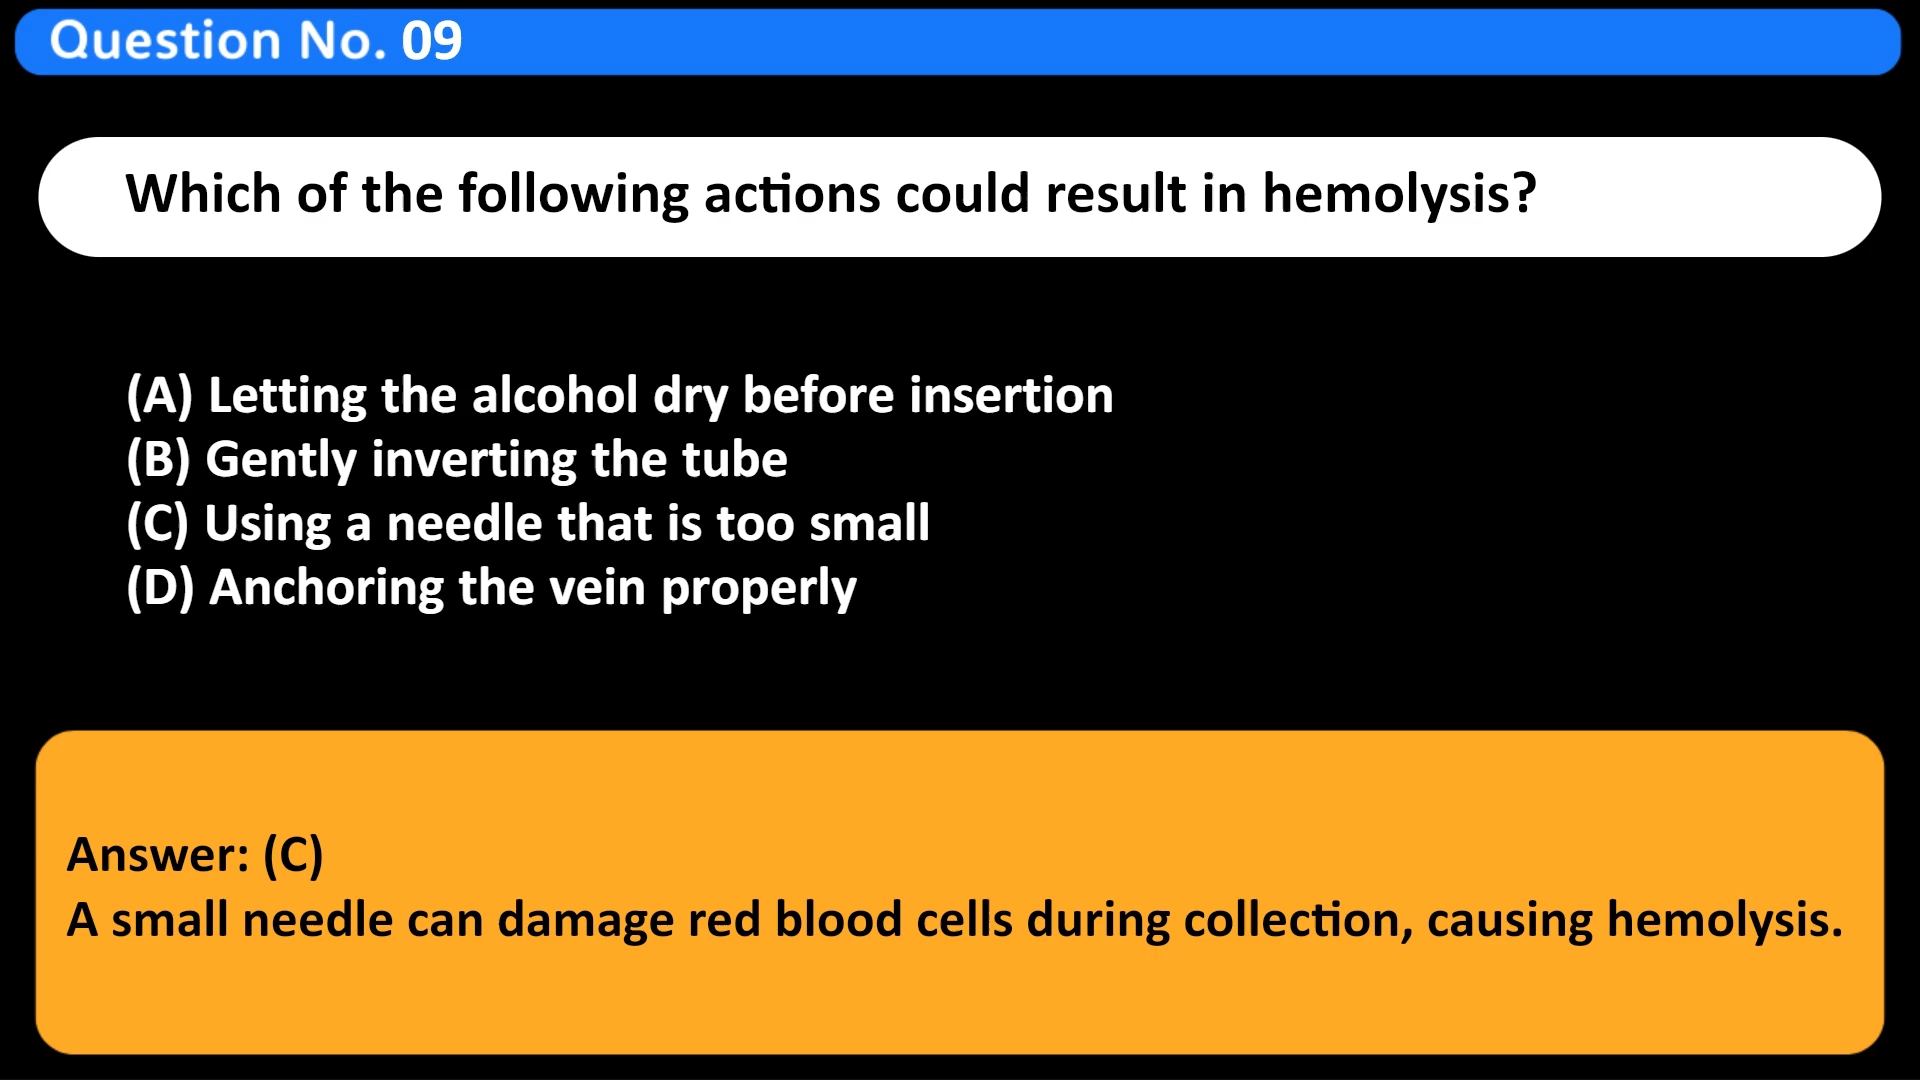 Question No. 09
Which of the following actions could result in hemolysis?
(A) Letting the alcohol dry before insertion
(B) Gently inverting the tube
(C) Using a needle that is too small
(D) Anchoring the vein properly
Answer: (C)
A small needle can damage red blood cells during collection, causing hemolysis.